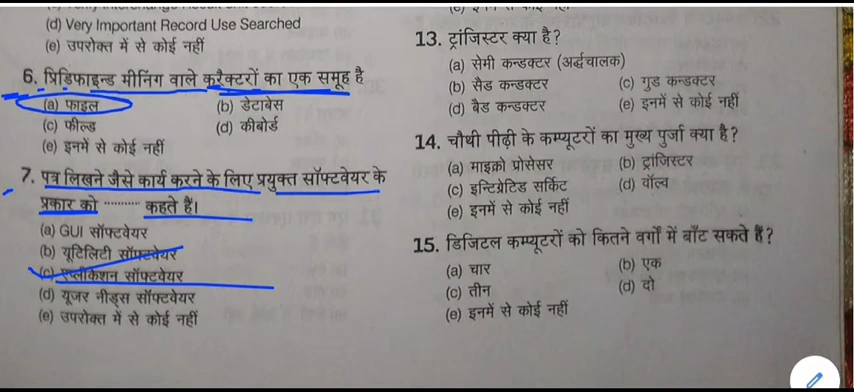 (d) Very Important Record Use Searched
(e) उपरोक्त में से कोई नहीं
6. प्रिडिफाइन्ड मीनिंग वाले करैक्टरों का एक समूह है
(a) फाइल (b) डेटाबेस
(c) फील्ड (d) कीबोर्ड
(e) इनमें से कोई नहीं
7. पत्र लिखने जैसे कार्य करने के लिए प्रयुक्त सॉफ्टवेयर के
प्रकार को .......... कहते हैं।
(a) GUI सॉफ्टवेयर
(b) यूटिलिटी सॉफ्टवेयर
(c) एप्लीकेशन सॉफ्टवेयर
(d) यूजर नीड्स सॉफ्टवेयर
(e) उपरोक्त में से कोई नहीं
13. ट्रांजिस्टर क्या है?
(a) सेमी कन्डक्टर (अर्द्धचालक)
(b) सैड कन्डक्टर (c) गुड कन्डक्टर
(d) बैड कन्डक्टर (e) इनमें से कोई नहीं
14. चौथी पीढ़ी के कम्प्यूटरों का मुख्य पुर्जा क्या है?
(a) माइक्रो प्रोसेसर (b) ट्रांजिस्टर
(c) इन्टिग्रेटिड सर्किट (d) वॉल्व
(e) इनमें से कोई नहीं
15. डिजिटल कम्प्यूटरों को कितने वर्गों में बाँट सकते हैं?
(a) चार (b) एक
(c) तीन (d) दो
(e) इनमें से कोई नहीं